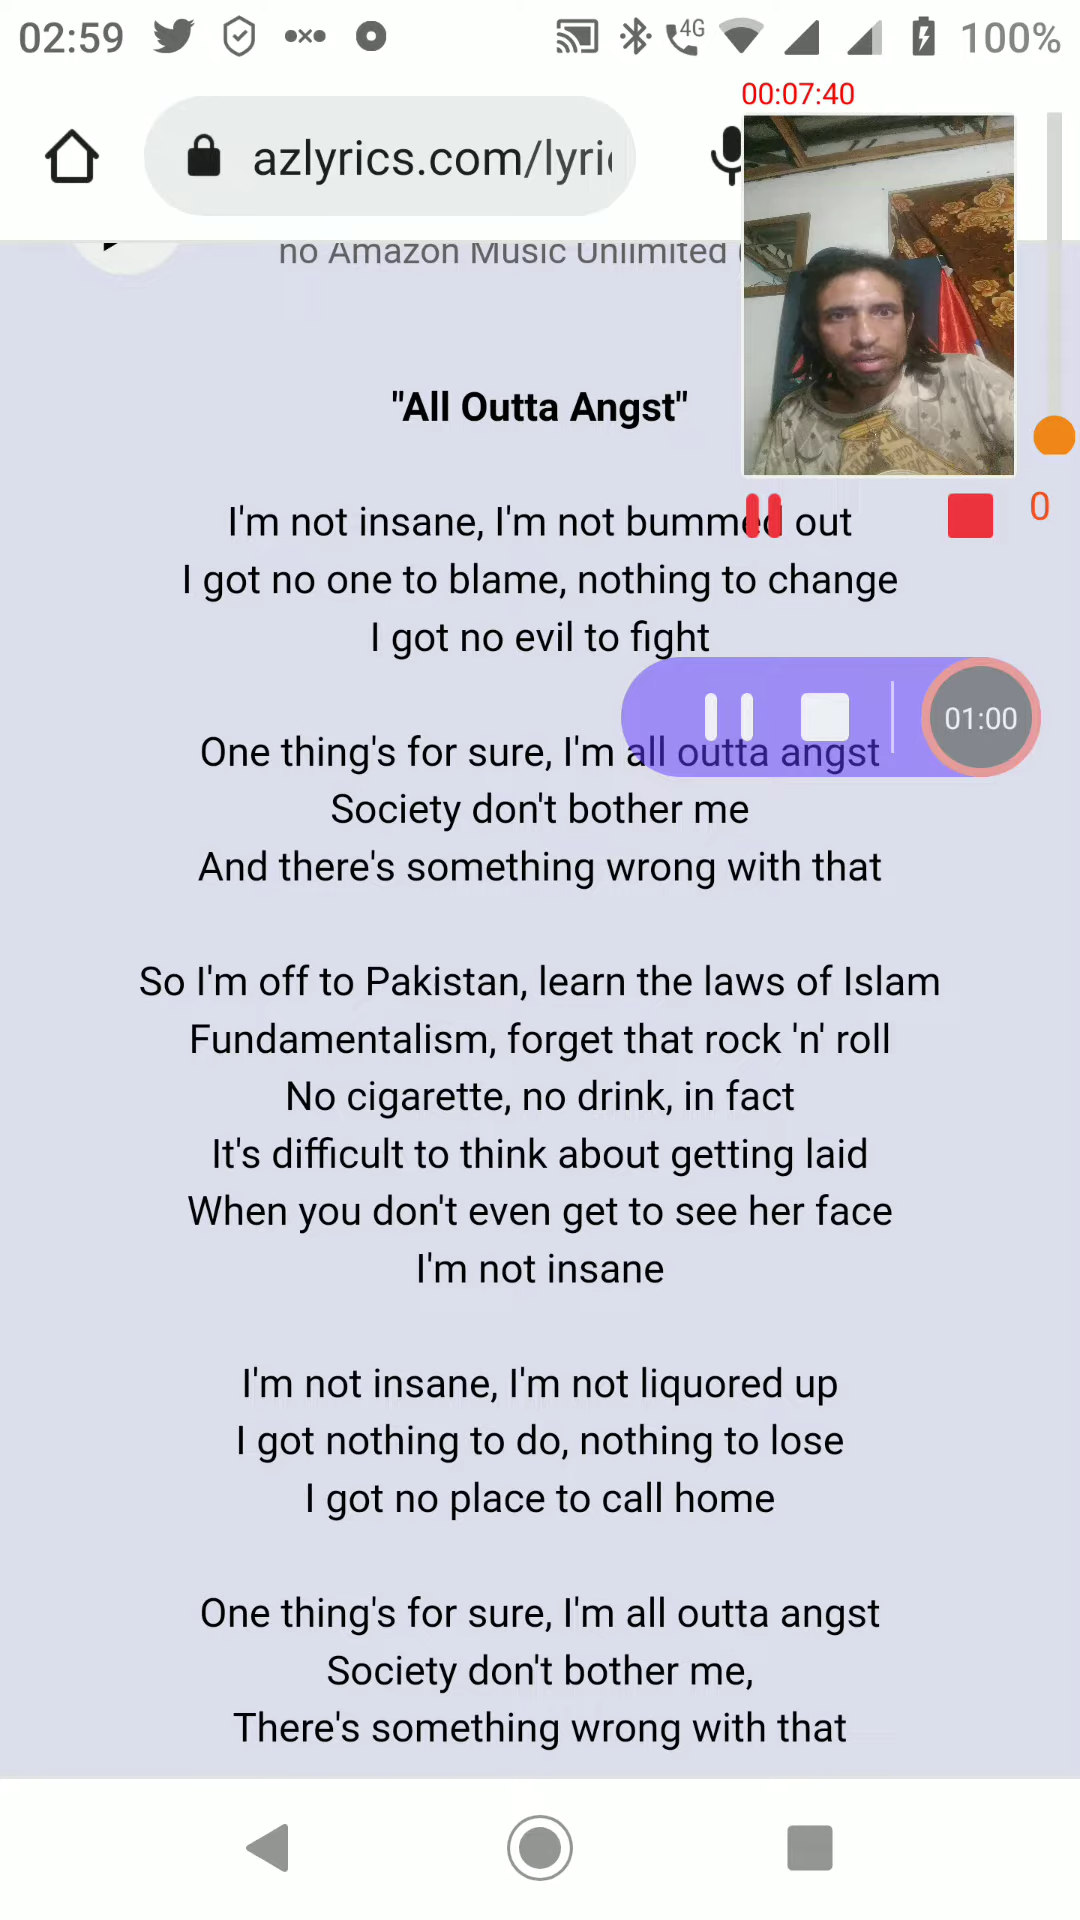 02:59
4G
100%
00:07:40
azlyrics.com/lyri
no Amazon Music Unlimited
"All Outta Angst"
0
I'm not insane, I'm not bummed out
I got no one to blame, nothing to change
I got no evil to fight
01:00
One thing's for sure, I'm all outta angst
Society don't bother me
And there's something wrong with that
So I'm off to Pakistan, learn the laws of Islam
Fundamentalism, forget that rock 'n' roll
No cigarette, no drink, in fact
It's difficult to think about getting laid
When you don't even get to see her face
I'm not insane
I'm not insane, I'm not liquored up
I got nothing to do, nothing to lose
I got no place to call home
One thing's for sure, I'm all outta angst
Society don't bother me,
There's something wrong with that